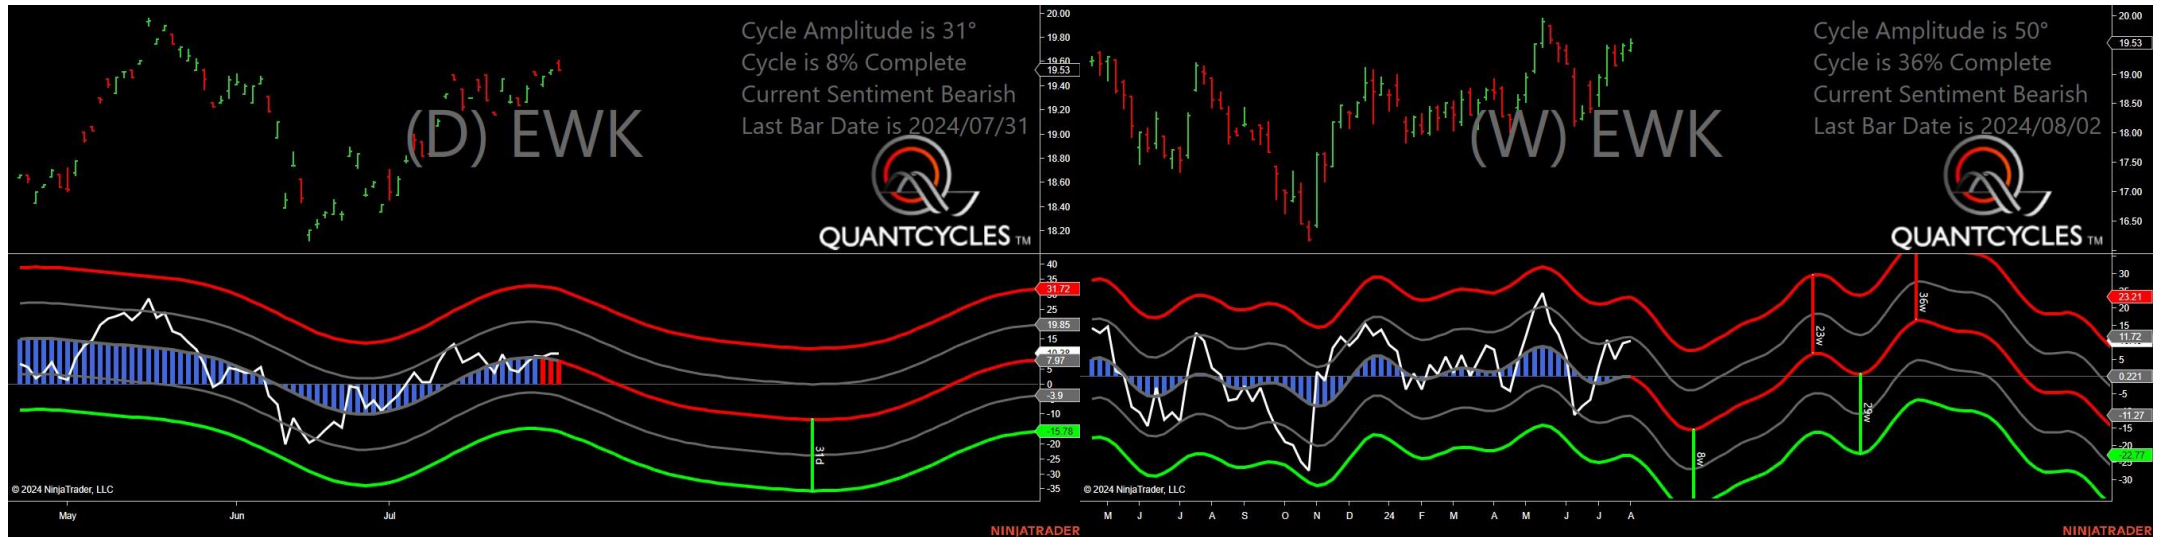 Cycle Amplitude is 31°
Cycle is 8% Complete
Current Sentiment Bearish
Last Bar Date is 2024/07/31
(D) EWK
QUANTCYCLES TM
20.00
19.80
19.60
19.53
19.40
19.20
19.00
18.80
18.60
18.40
18.20
40
35
31.72
25
19.85
15
10.38
7.97
5
0
-3.9
-10
-15.78
-20
-25
-30
-35
31d
© 2024 NinjaTrader, LLC
May Jun Jul
NINJATRADER
Cycle Amplitude is 50°
Cycle is 36% Complete
Current Sentiment Bearish
Last Bar Date is 2024/08/02
(W) EWK
QUANTCYCLES TM
20.00
19.53
19.00
18.50
18.00
17.50
17.00
16.50
30
23.21
20
15
11.72
5
0.221
-5
-11.27
-15
-20
-22.77
-25
-30
23w
36w
29w
8w
© 2024 NinjaTrader, LLC
M J J A S O N D 24 F M A M J J A
NINJATRADER